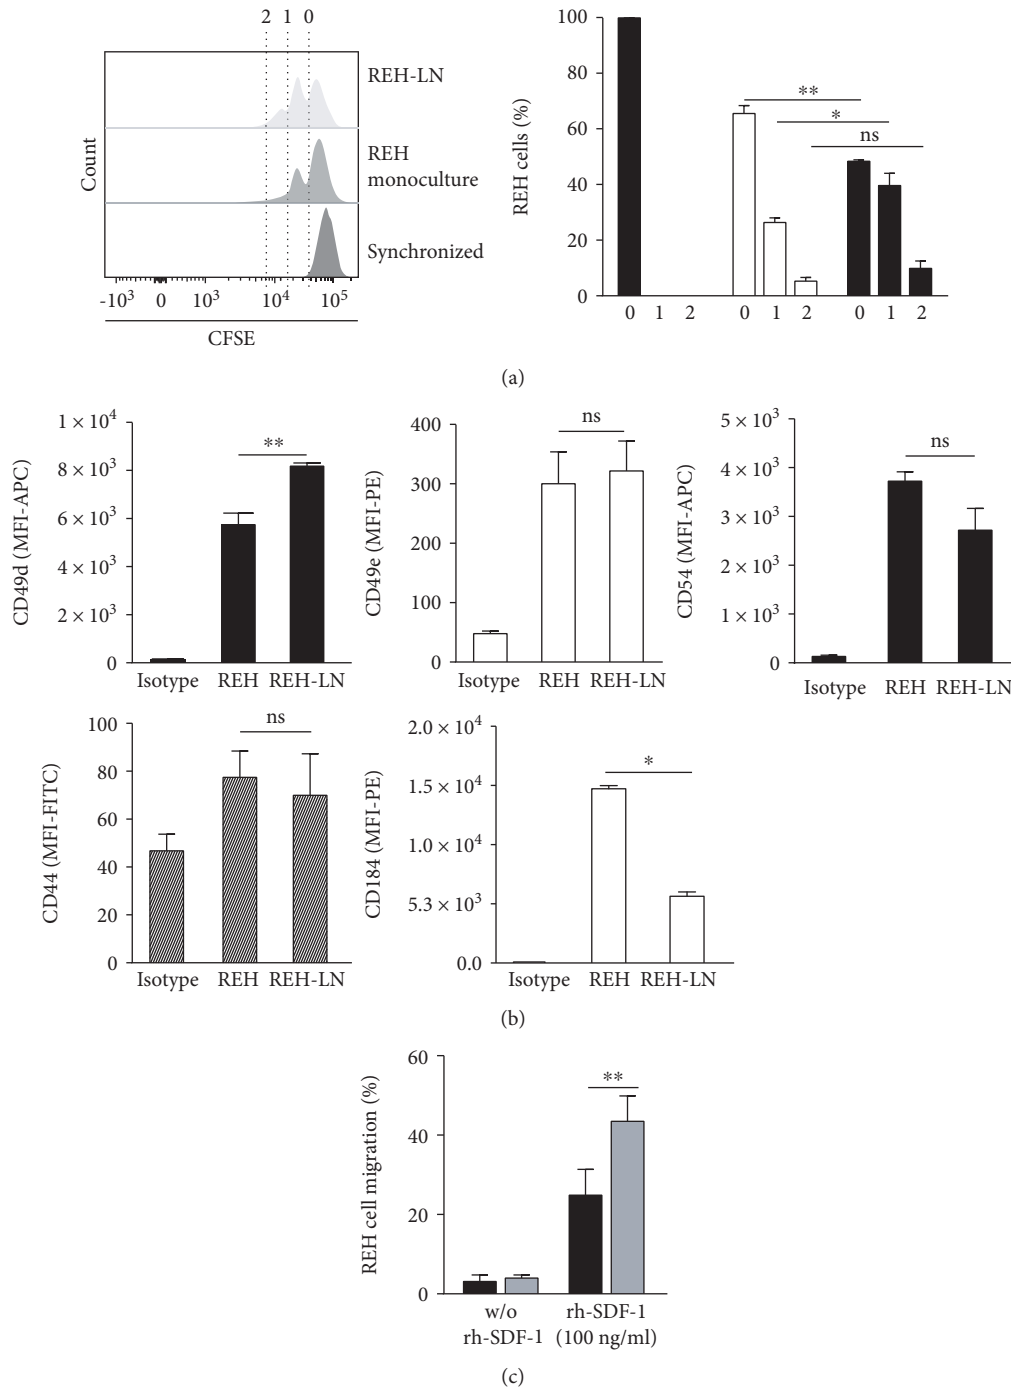 2 1 0
REH-LN
REH
monoculture
Synchronized
Count
-10³ 0 10³ 10⁴ 10⁵
CFSE
REH cells (%)
100
80
60
40
20
0
**
*
ns
0 1 2 0 1 2 0 1 2
(a)
CD49d (MFI-APC)
1 × 10⁴
8 × 10³
6 × 10³
4 × 10³
2 × 10³
0
**
Isotype REH REH-LN
CD49e (MFI-PE)
400
300
200
100
0
ns
Isotype REH REH-LN
CD54 (MFI-APC)
5 × 10³
4 × 10³
3 × 10³
2 × 10³
1 × 10³
0
ns
Isotype REH REH-LN
CD44 (MFI-FITC)
100
80
60
40
20
0
ns
Isotype REH REH-LN
CD184 (MFI-PE)
2.0 × 10⁴
1.5 × 10⁴
1.0 × 10⁴
5.3 × 10³
0.0
*
Isotype REH REH-LN
(b)
REH cell migration (%)
60
40
20
0
**
w/o
rh-SDF-1
rh-SDF-1
(100 ng/ml)
(c)